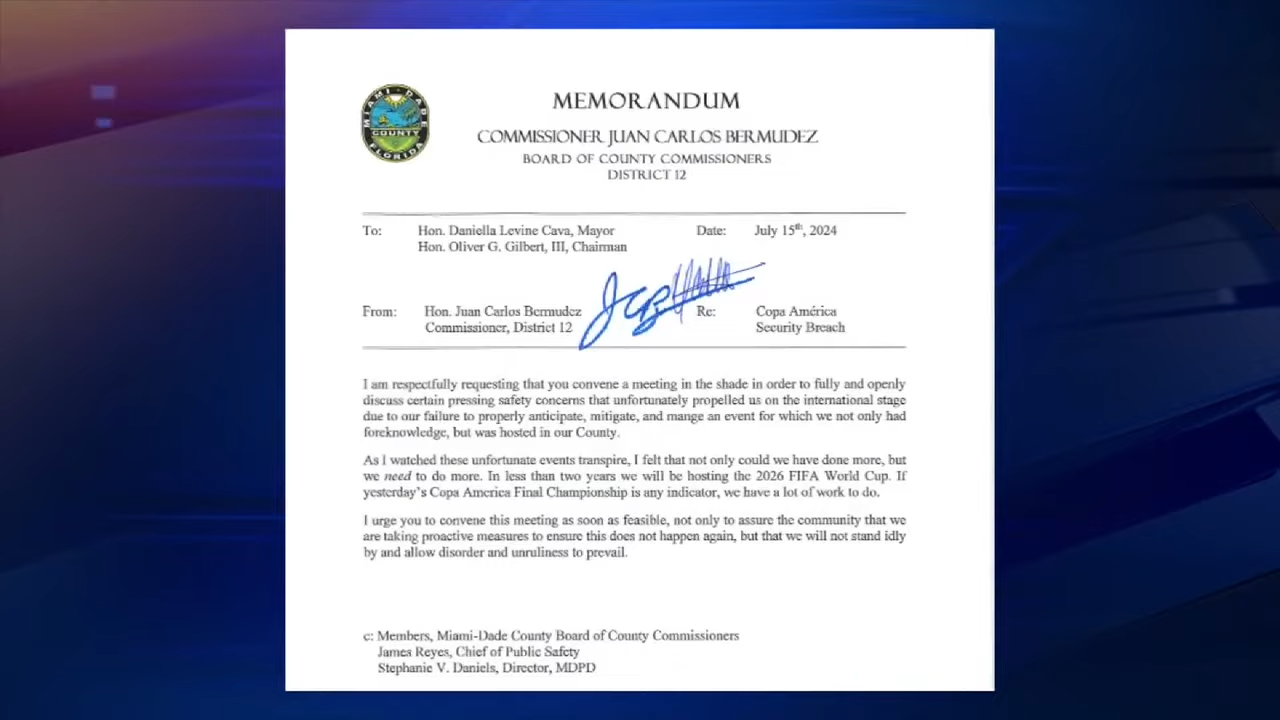 MIAMI-DADE
COUNTY
FLORIDA
MEMORANDUM
COMMISSIONER JUAN CARLOS BERMUDEZ
BOARD OF COUNTY COMMISSIONERS
DISTRICT 12
To: Hon. Daniella Levine Cava, Mayor Date: July 15th, 2024
Hon. Oliver G. Gilbert, III, Chairman
From: Hon. Juan Carlos Bermudez Re: Copa América
Commissioner, District 12 Security Breach
I am respectfully requesting that you convene a meeting in the shade in order to fully and openly
discuss certain pressing safety concerns that unfortunately propelled us on the international stage
due to our failure to properly anticipate, mitigate, and mange an event for which we not only had
foreknowledge, but was hosted in our County.
As I watched these unfortunate events transpire, I felt that not only could we have done more, but
we need to do more. In less than two years we will be hosting the 2026 FIFA World Cup. If
yesterday's Copa America Final Championship is any indicator, we have a lot of work to do.
I urge you to convene this meeting as soon as feasible, not only to assure the community that we
are taking proactive measures to ensure this does not happen again, but that we will not stand idly
by and allow disorder and unruliness to prevail.
c: Members, Miami-Dade County Board of County Commissioners
James Reyes, Chief of Public Safety
Stephanie V. Daniels, Director, MDPD